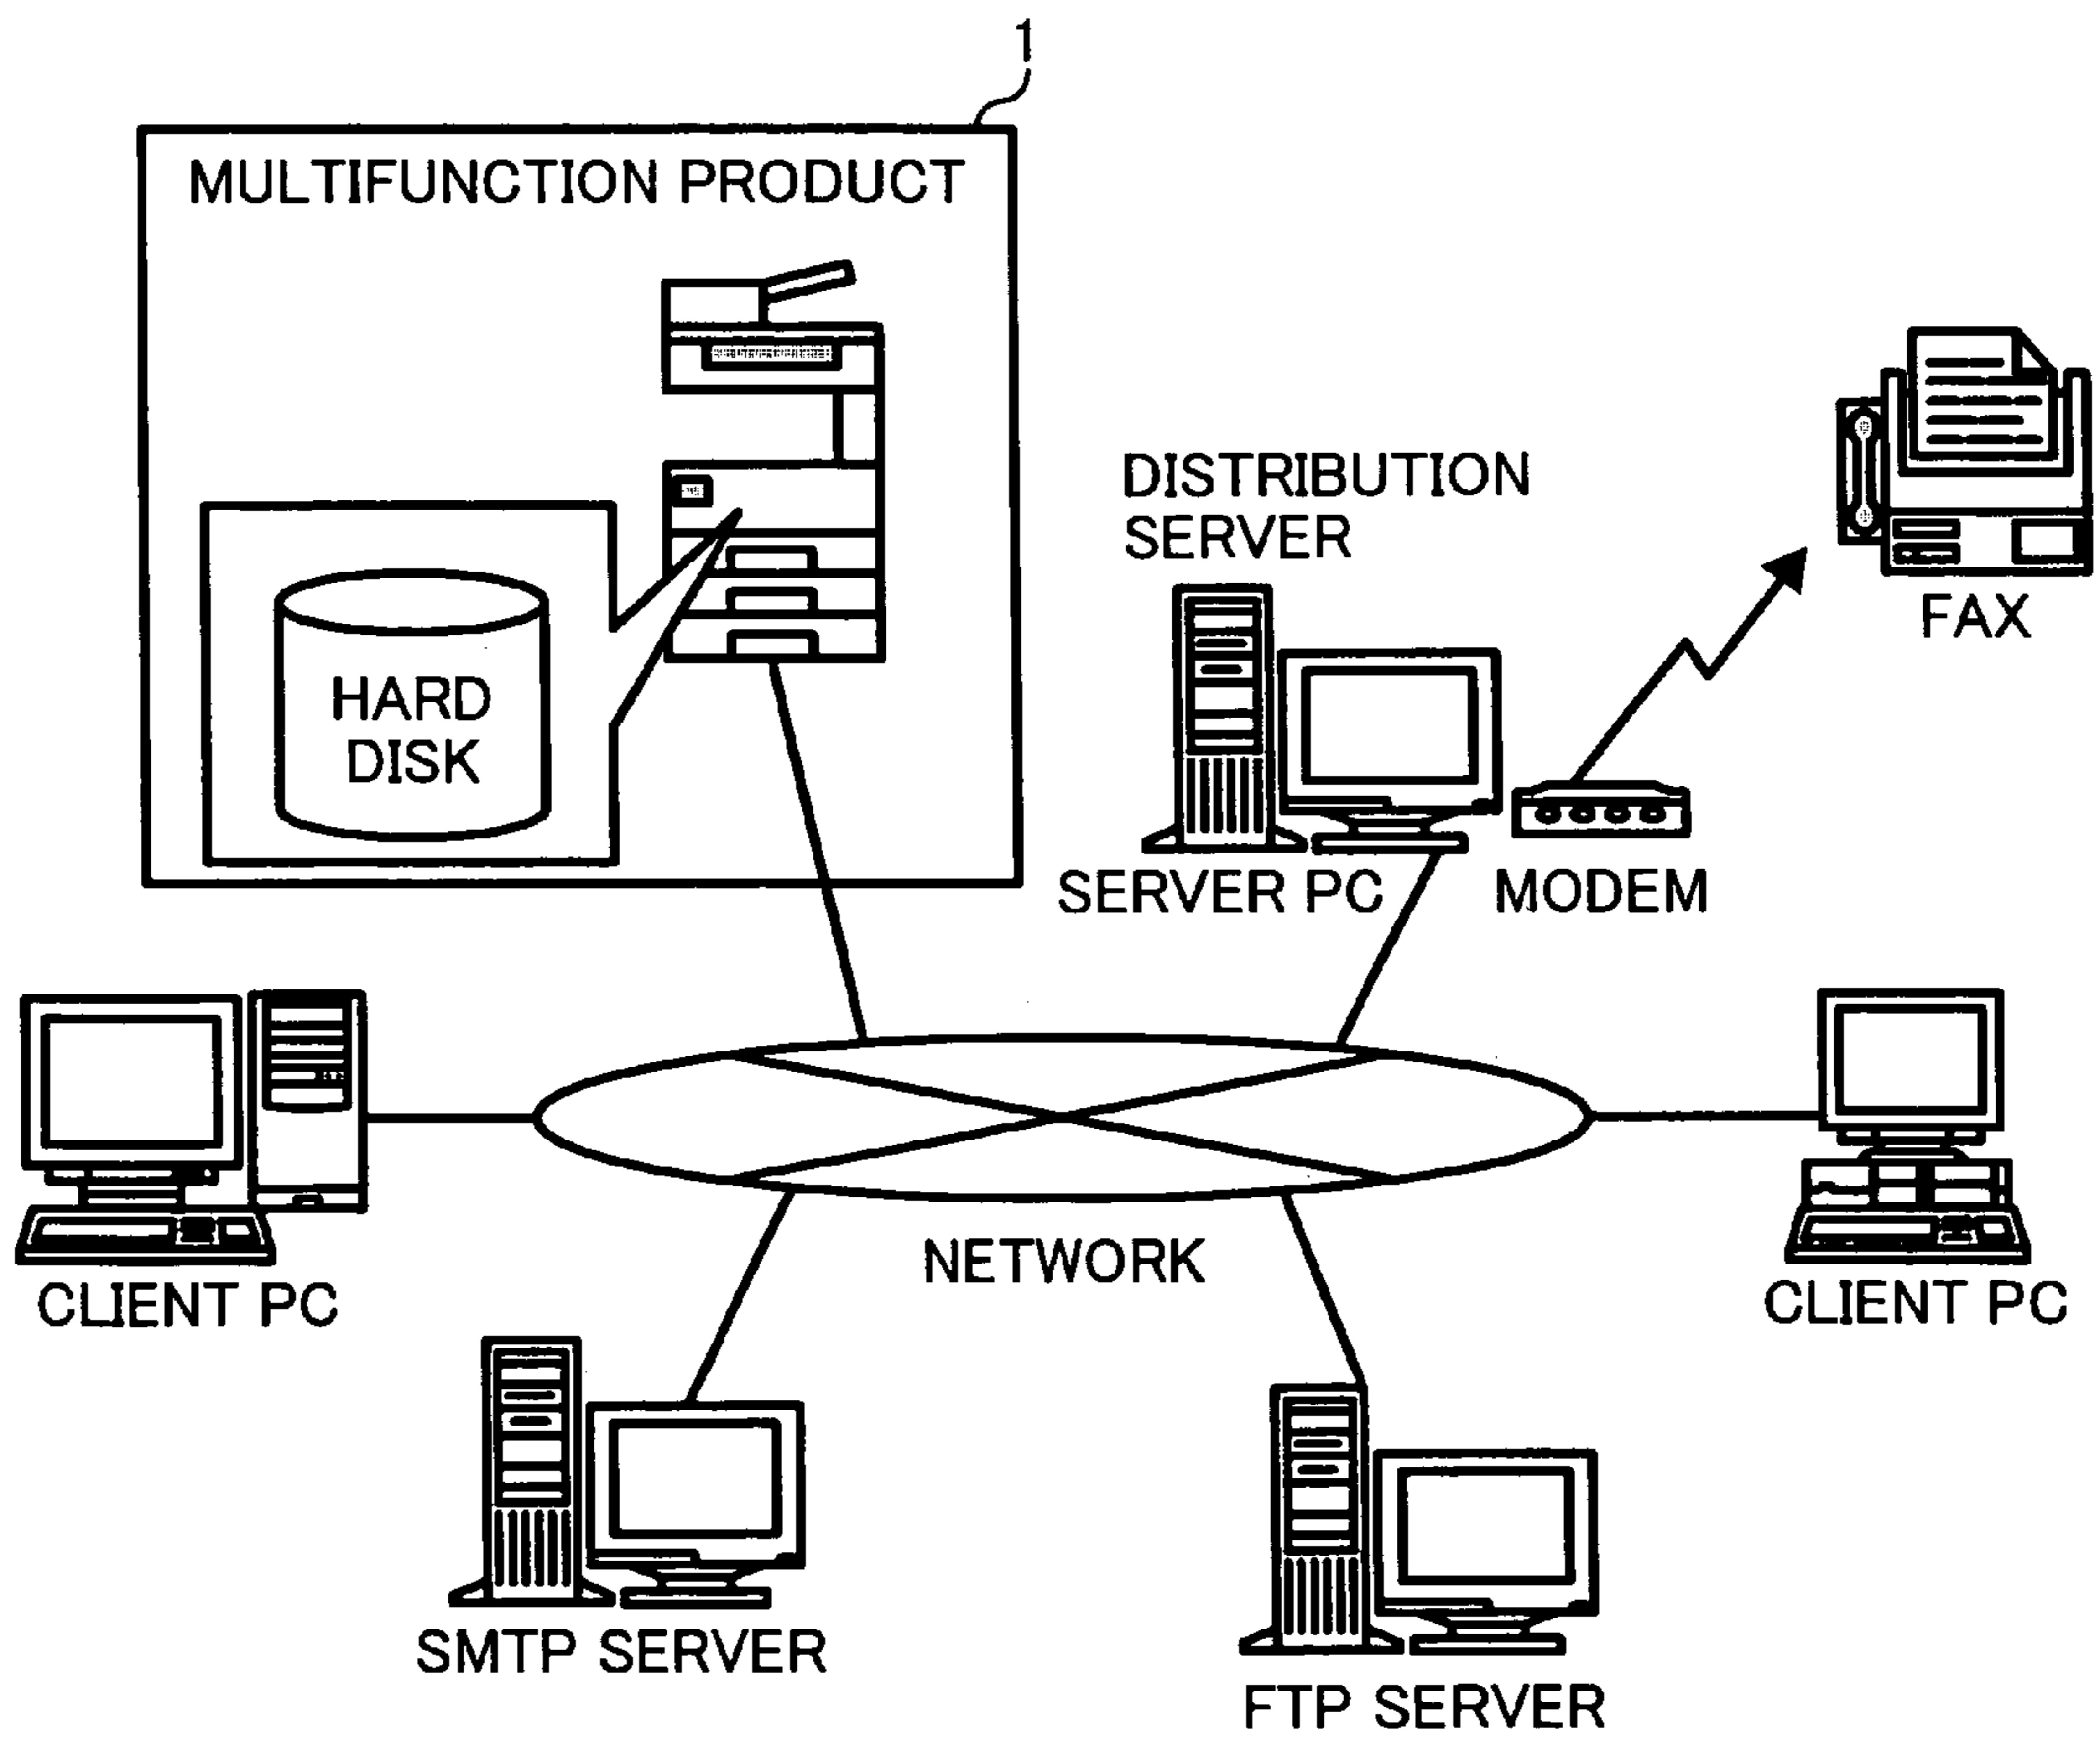 1
MULTIFUNCTION PRODUCT
HARD
DISK
DISTRIBUTION
SERVER
FAX
SERVER PC
MODEM
CLIENT PC
NETWORK
CLIENT PC
SMTP SERVER
FTP SERVER